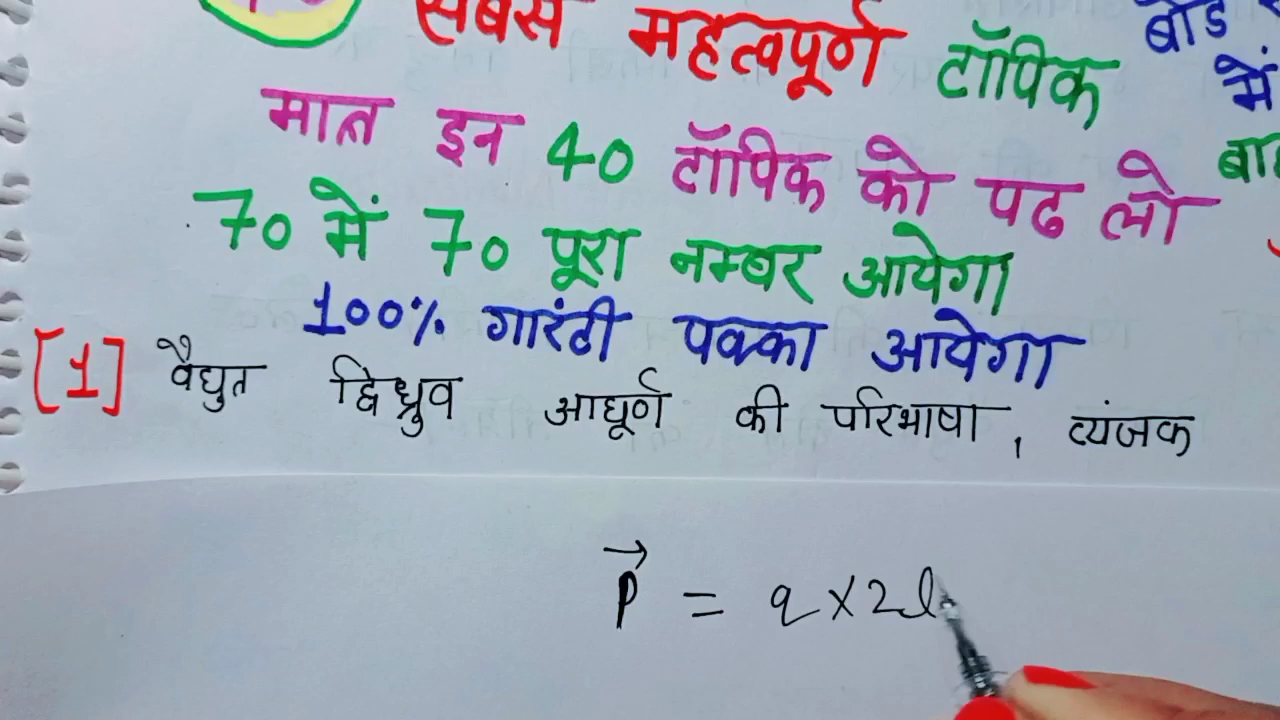 सबसे महत्वपूर्ण टॉपिक
बोर्ड
में
मात्र इन 40 टॉपिक को पढ लो
70 में 70 पूरा नम्बर आयेगा
100% गारंटी पक्का आयेगा
[1] वैद्युत द्विध्रुव आघूर्ण की परिभाषा, व्यंजक
p⃗ = q×2l